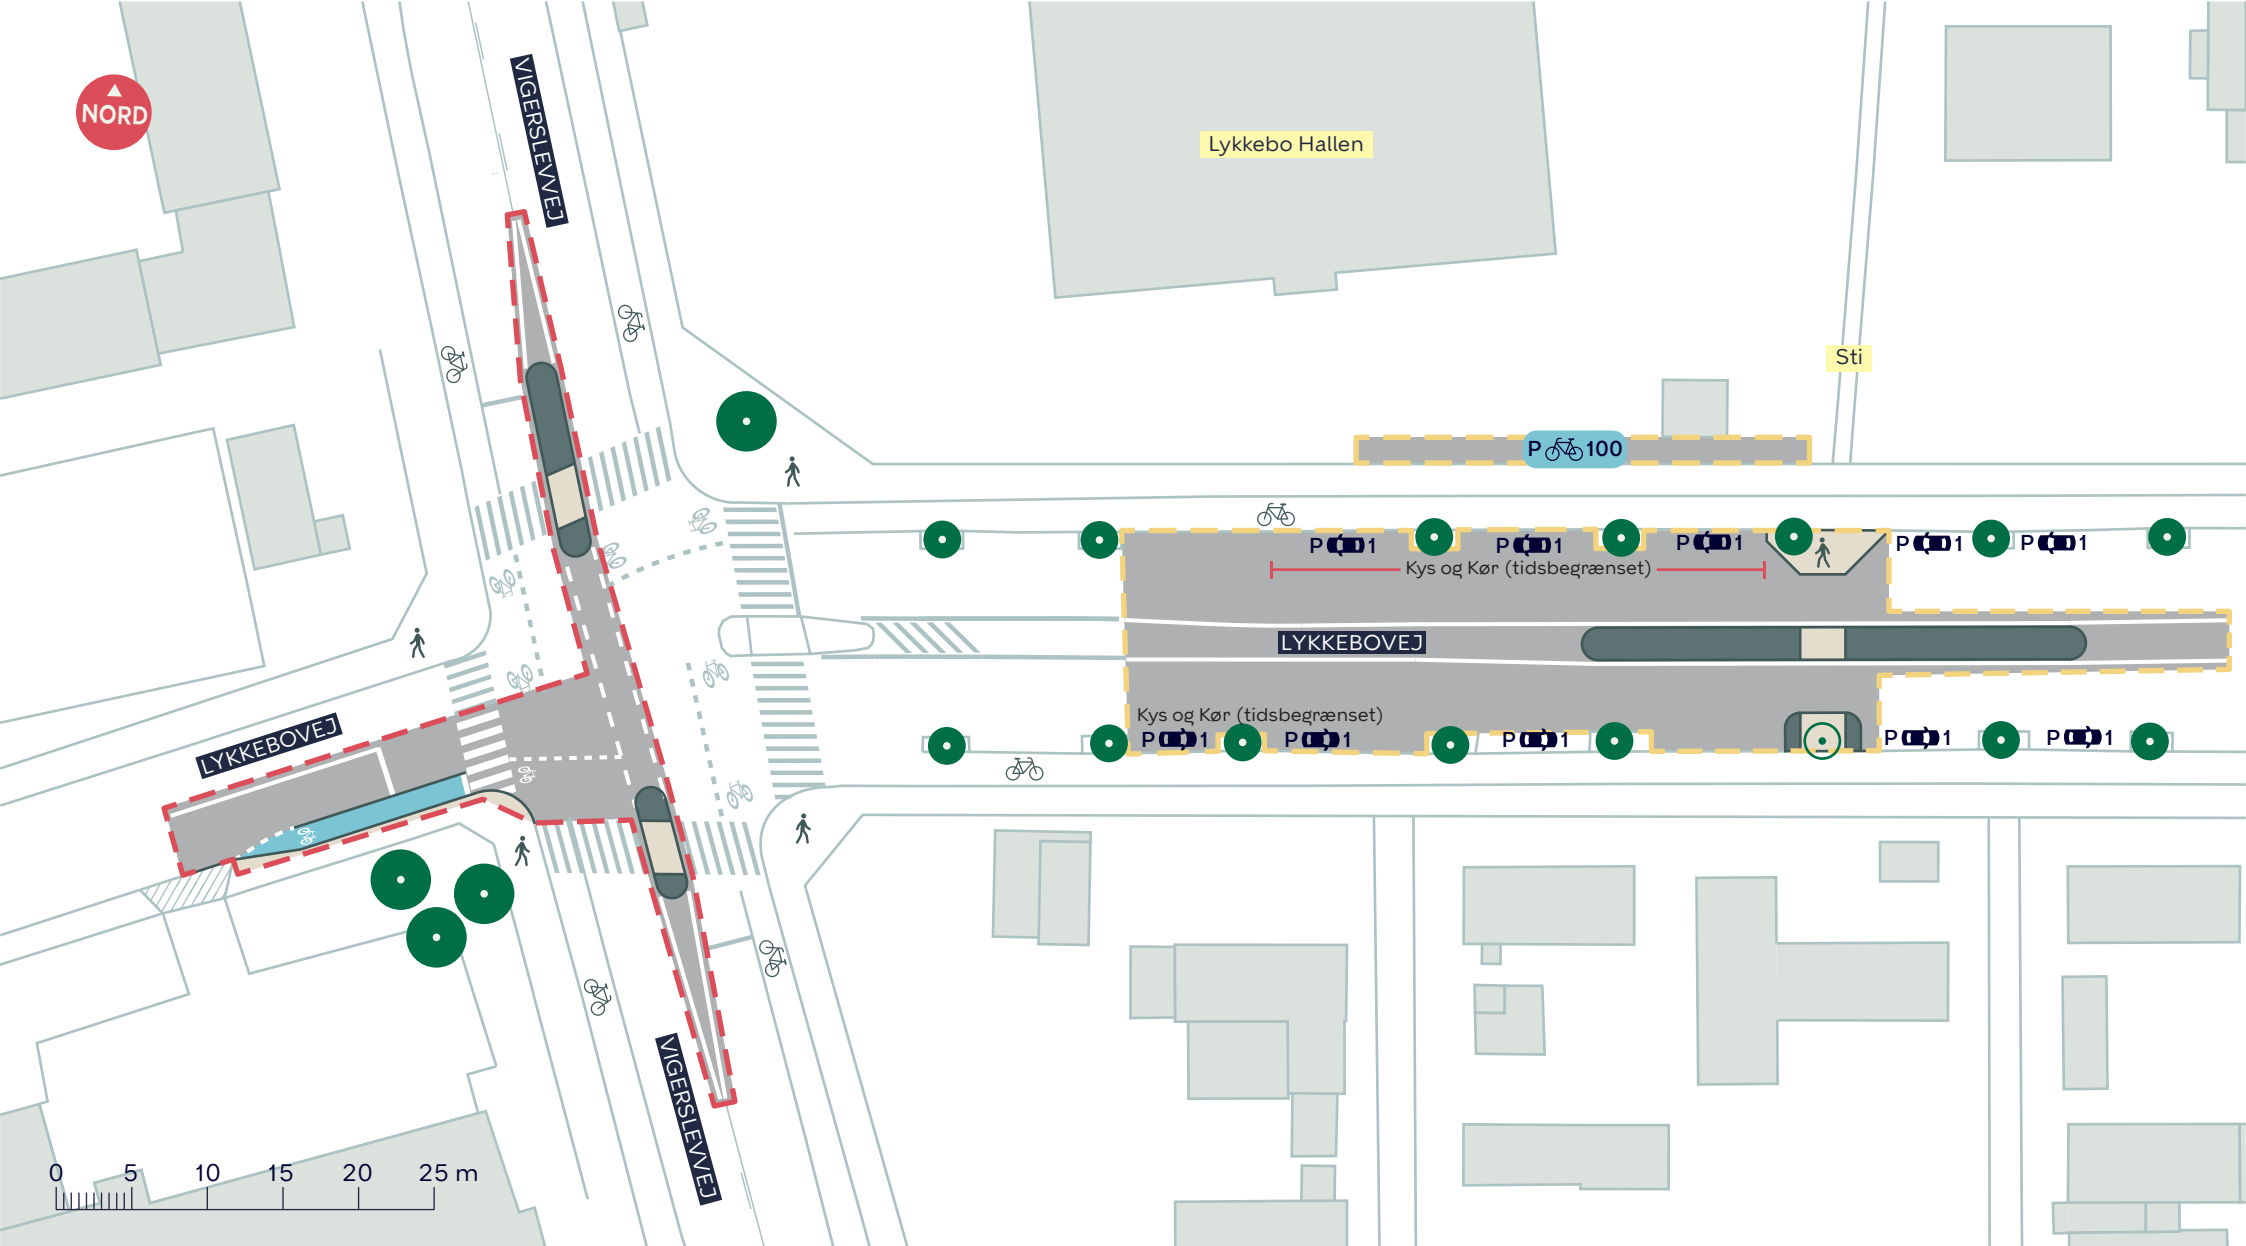 NORD
VIGERSLEVVEJ
Lykkebo Hallen
Sti
P 100
P 1
P 1
P 1
P 1
P 1
Kys og Kør (tidsbegrænset)
LYKKEBOVEJ
Kys og Kør (tidsbegrænset)
P 1
P 1
P 1
P 1
P 1
LYKKEBOVEJ
VIGERSLEVVEJ
0 5 10 15 20 25 m